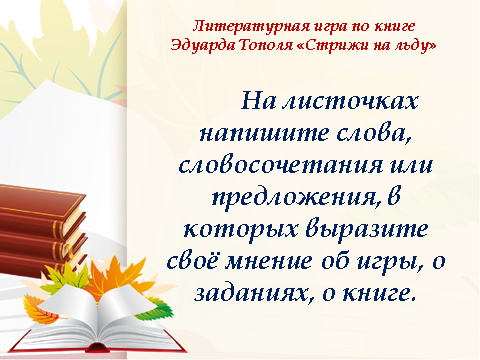 Литературная игра по книге
Эдуарда Тополя «Стрижи на льду»
На листочках
напишите слова,
словосочетания или
предложения, в
которых выразите
своё мнение об игры, о
заданиях, о книге.